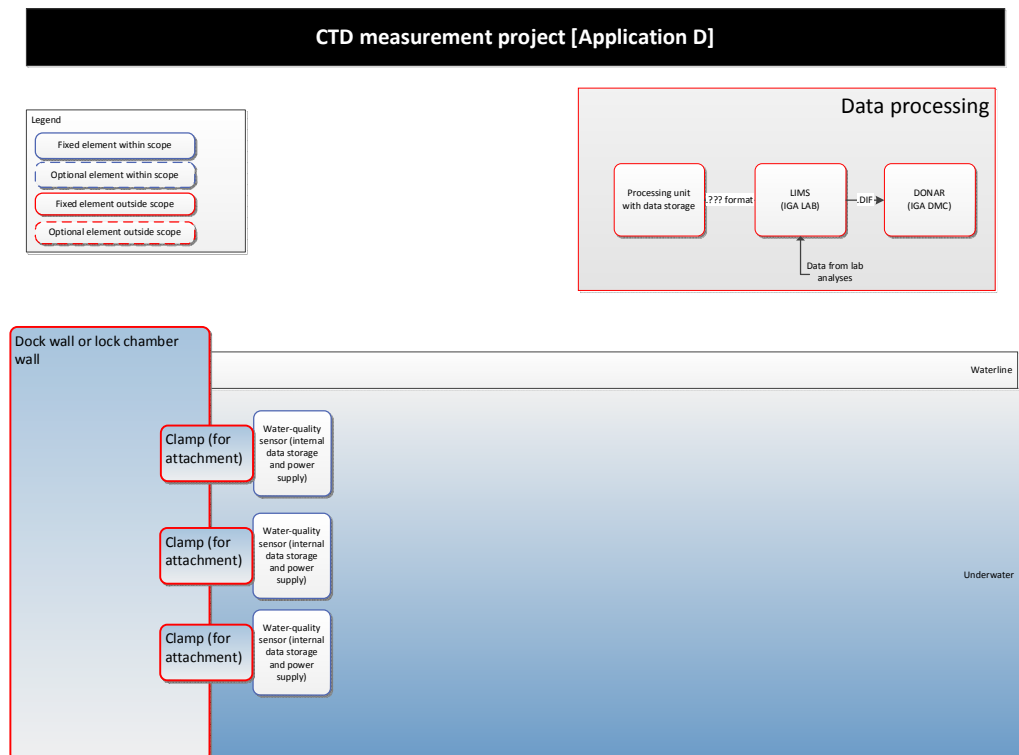 CTD measurement project [Application D]
Legend
Fixed element within scope
Optional element within scope
Fixed element outside scope
Optional element outside scope
Data processing
Processing unit
with data storage
.??? format
LIMS
(IGA LAB)
.DIF
DONAR
(IGA DMC)
Data from lab
analyses
Dock wall or lock chamber
wall
Waterline
Clamp (for
attachment)
Water-quality
sensor (internal
data storage
and power
supply)
Clamp (for
attachment)
Water-quality
sensor (internal
data storage
and power
supply)
Underwater
Clamp (for
attachment)
Water-quality
sensor (internal
data storage
and power
supply)